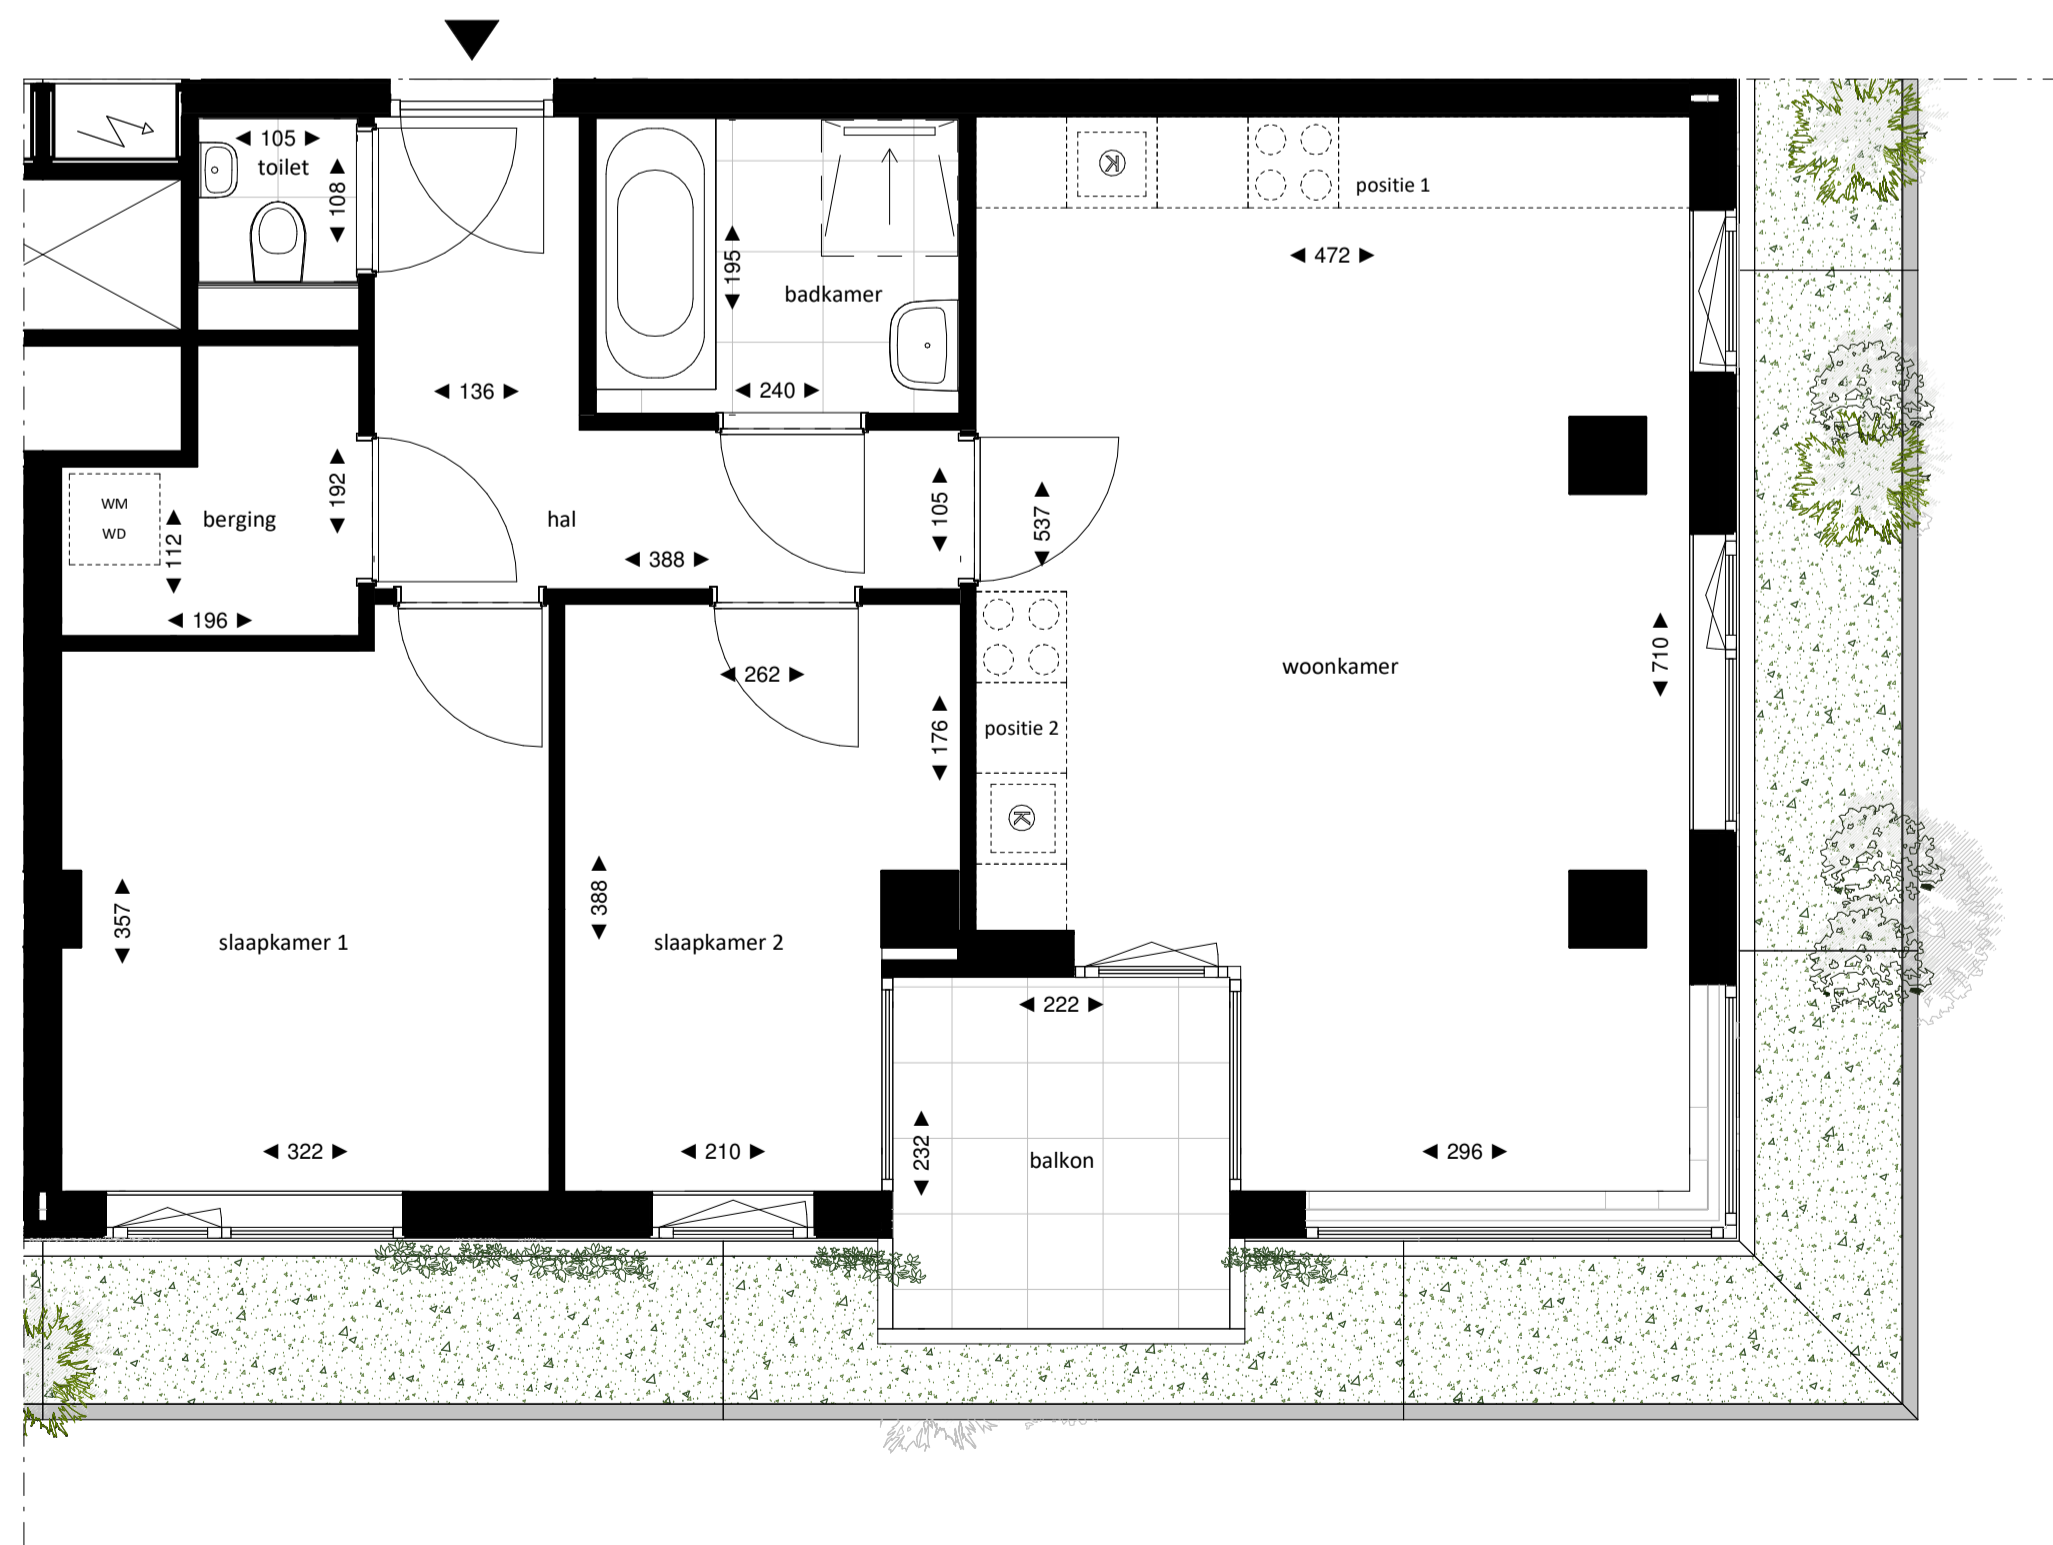 105
toilet
108
positie 1
195
badkamer
472
136
240
WM
WD
112
berging
192
hal
105
537
388
196
262
176
positie 2
woonkamer
710
357
slaapkamer 1
388
slaapkamer 2
222
322
210
232
balkon
296
K
K